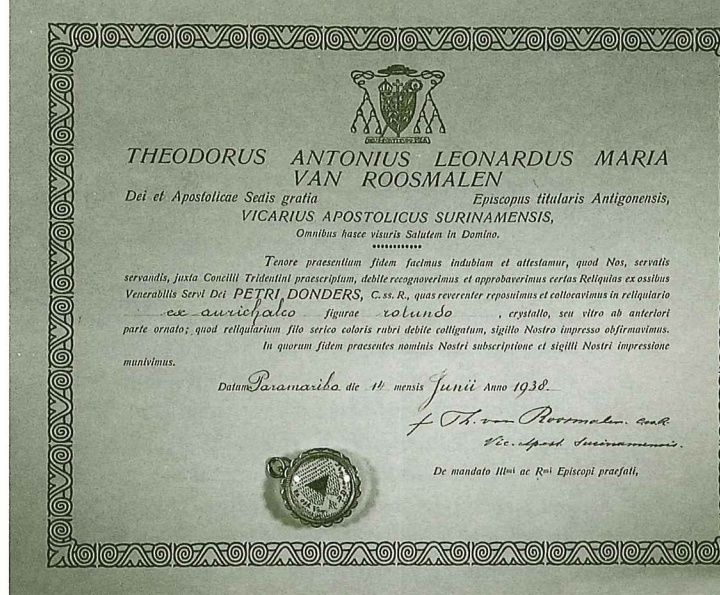 THEODORUS ANTONIUS LEONARDUS MARIA
VAN ROOSMALEN
Dei et Apostolicae Sedis gratia Episcopus titularis Antigonensis,
VICARIUS APOSTOLICUS SURINAMENSIS,
Omnibus hasce visuris Salutem in Domino.
Tenore praesentium fidem facimus indubiam et attestamur, quod Nos, servatis
servandis, juxta Concilii Tridentini praescriptum, debite recognoverimus et approbaverimus certas Reliquias ex ossibus
Venerabilis Servi Dei PETRI DONDERS, C. ss. R., quas reverenter reposuimus et collocavimus in reliquiario
ex aurichalco figurae rotundo , crystallo, seu vitro ab anteriori
parte ornato; quod reliquiarium filo serico coloris rubri debite colligatum, sigillo Nostro impresso obfirmavimus.
In quorum fidem praesentes nominis Nostri subscriptione et sigilli Nostri impressione
munivimus.
Datum Paramaribo die mensis Junii Anno 1938
† Th. van Roosmalen
Vic. Apost. Surinamensis.
De mandato Illmi ac Rmi Episcopi praefati,